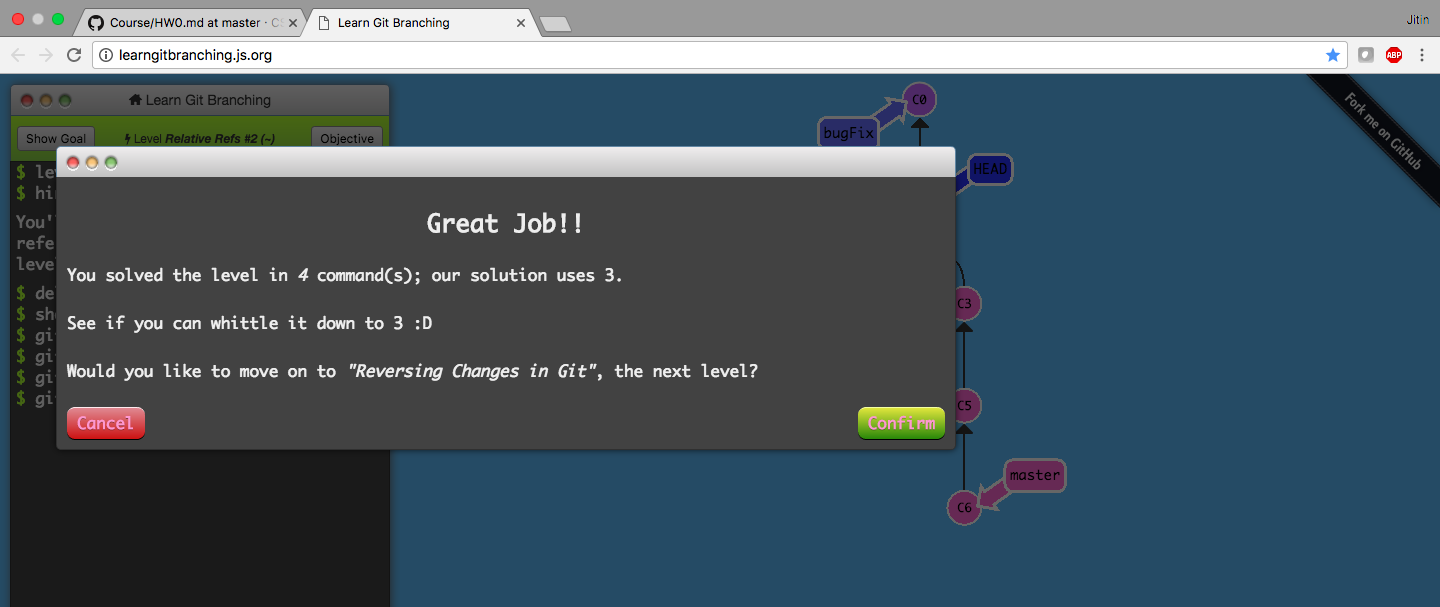 Course/HW0.md at master · CS
Learn Git Branching
Jitin
learngitbranching.js.org
ABP
Learn Git Branching
Show Goal
Level Relative Refs #2 (~)
Objective
$ le
$ hi
You'
refe
leve
$ de
$ sh
$ gi
$ gi
$ gi
$ gi
Great Job!!
You solved the level in 4 command(s); our solution uses 3.
See if you can whittle it down to 3 :D
Would you like to move on to "Reversing Changes in Git", the next level?
Cancel
Confirm
C0
bugFix
HEAD
C3
C5
master
C6
Fork me on GitHub